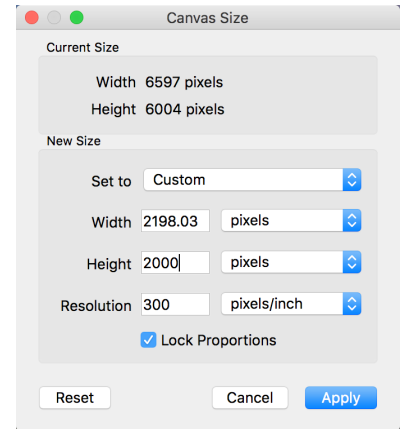 Canvas Size
Current Size
Width 6597 pixels
Height 6004 pixels
New Size
Set to Custom
Width 2198.03 pixels
Height 2000 pixels
Resolution 300 pixels/inch
Lock Proportions
Reset Cancel Apply